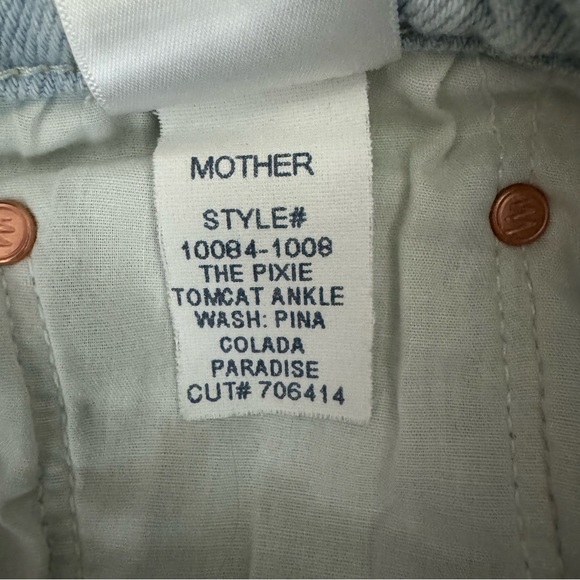 MOTHER
STYLE#
10084-1008
THE PIXIE
TOMCAT ANKLE
WASH: PINA
COLADA
PARADISE
CUT# 706414